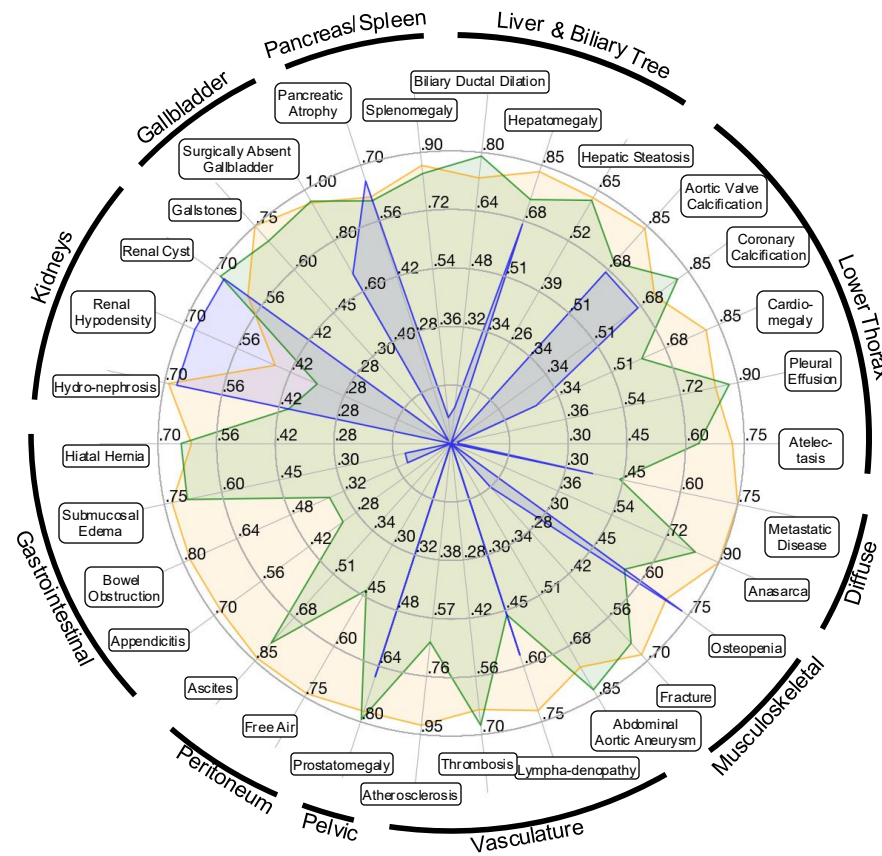 Pancreas/Spleen
Liver & Biliary Tree
Gallbladder
Biliary Ductal Dilation
Pancreatic
Atrophy
Splenomegaly
Hepatomegaly
Surgically Absent
Gallbladder
Hepatic Steatosis
.90
.80
.70
.85
1.00
.65
Aortic Valve
Calcification
Gallstones
.75
.56
.72
.64
.68
.85
Kidneys
Renal Cyst
.80
.52
Coronary
Calcification
.70
.60
.42
.54
.48
.51
.68
.85
Lower Thorax
Renal
Hypodensity
.56
.45
.60
.39
.51
.68
Cardio-
megaly
.70
.56
.42
.30
.40
.28
.36
.32
.34
.26
.34
.51
.68
.85
Hydro-nephrosis
.70
.56
.42
.28
.42
.28
.34
.34
.51
.54
.72
.90
Pleural
Effusion
.28
.36
Hiatal Hernia
.70
.56
.42
.28
.30
.45
.60
.75
Atelec-
tasis
.75
.60
.45
.30
.30
.45
.60
.75
Submucosal
Edema
.80
.64
.48
.32
.36
.54
.72
.90
Metastatic
Disease
Bowel
Obstruction
.70
.56
.42
.28
.30
.45
.60
.75
Anasarca
Diffuse
Gastrointestinal
Appendicitis
.85
.68
.51
.34
.28
.42
.56
.70
Osteopenia
Ascites
.75
.60
.45
.30
.34
.51
.68
.85
Fracture
Musculoskeletal
Free Air
.80
.64
.48
.32
.38
.57
.76
.95
.28
.42
.56
.70
.30
.45
.60
.75
Abdominal
Aortic Aneurysm
Peritoneum
Prostatomegaly
Thrombosis
Lympha-denopathy
Atherosclerosis
Pelvic
Vasculature